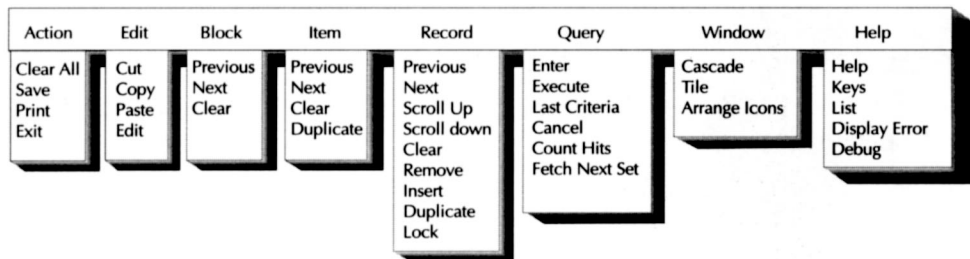 Action Edit Block Item Record Query Window Help
Clear All
Save
Print
Exit
Cut
Copy
Paste
Edit
Previous
Next
Clear
Previous
Next
Clear
Duplicate
Previous
Next
Scroll Up
Scroll down
Clear
Remove
Insert
Duplicate
Lock
Enter
Execute
Last Criteria
Cancel
Count Hits
Fetch Next Set
Cascade
Tile
Arrange Icons
Help
Keys
List
Display Error
Debug